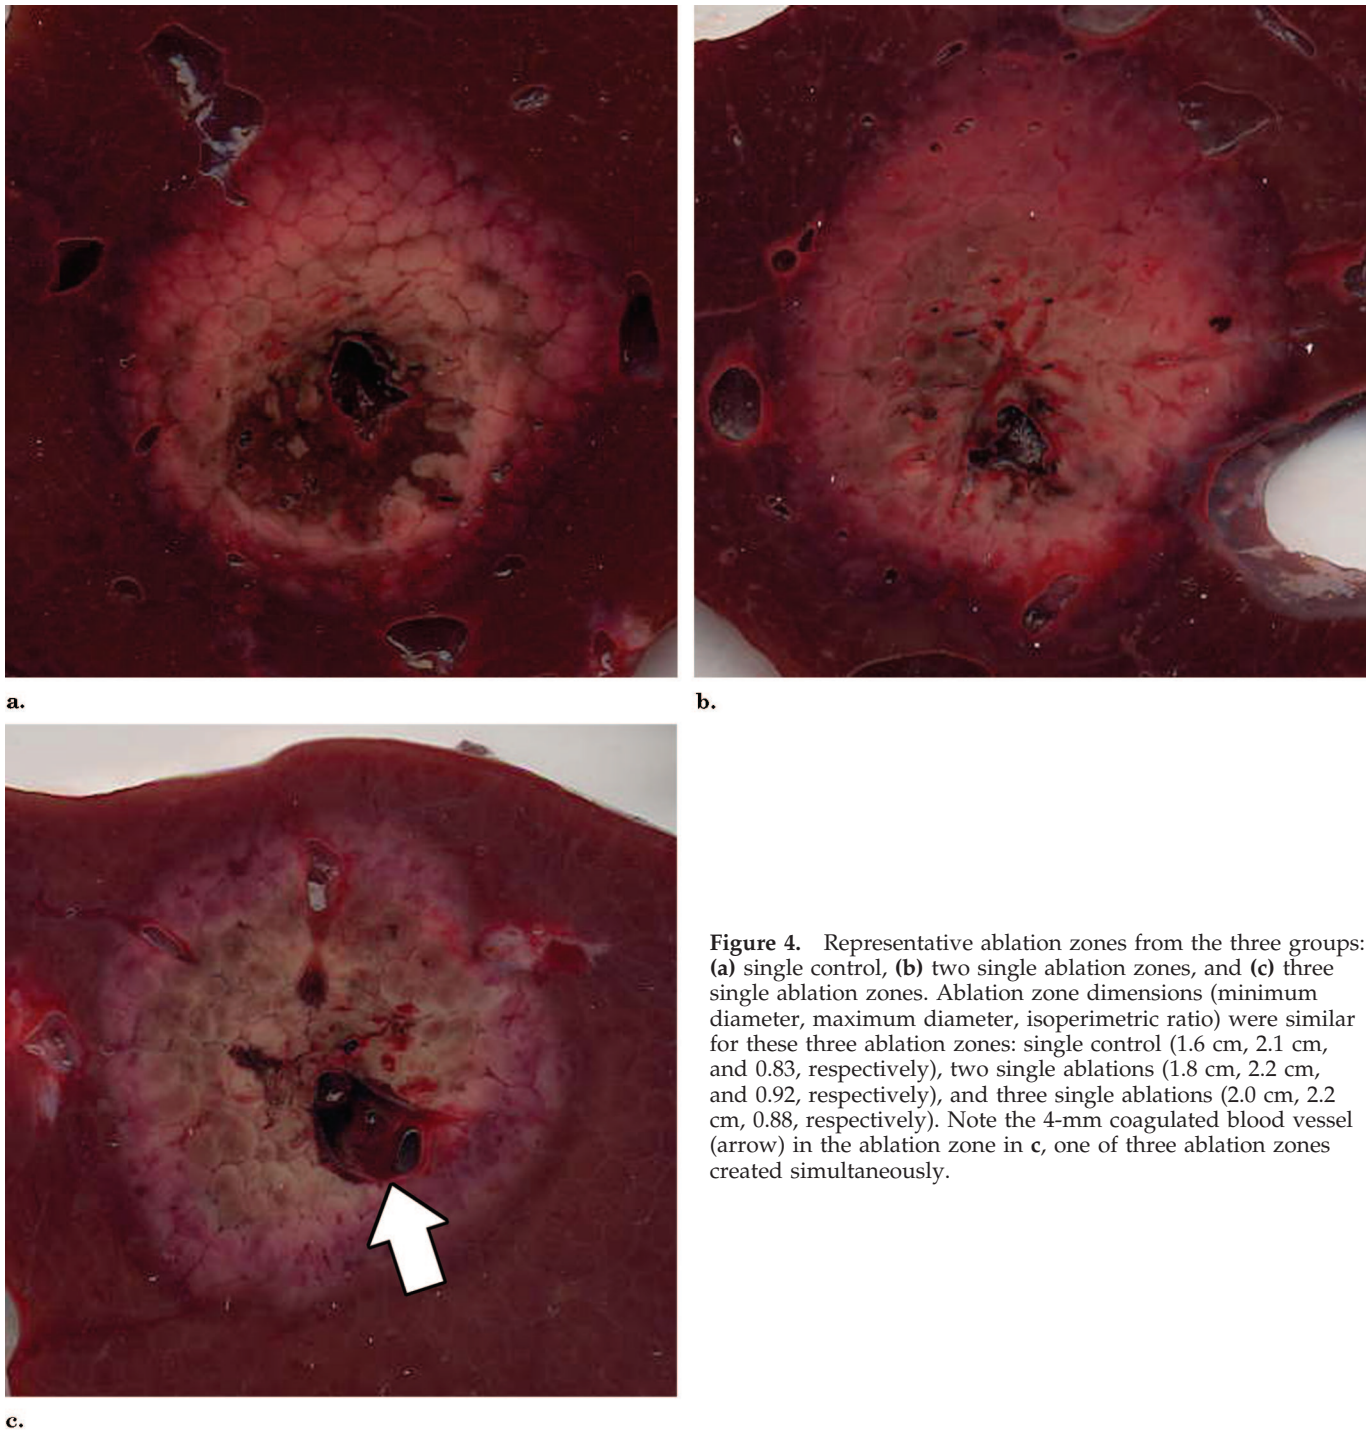 a.
b.
c.
Figure 4. Representative ablation zones from the three groups:
(a) single control, (b) two single ablation zones, and (c) three
single ablation zones. Ablation zone dimensions (minimum
diameter, maximum diameter, isoperimetric ratio) were similar
for these three ablation zones: single control (1.6 cm, 2.1 cm,
and 0.83, respectively), two single ablations (1.8 cm, 2.2 cm,
and 0.92, respectively), and three single ablations (2.0 cm, 2.2
cm, 0.88, respectively). Note the 4-mm coagulated blood vessel
(arrow) in the ablation zone in c, one of three ablation zones
created simultaneously.